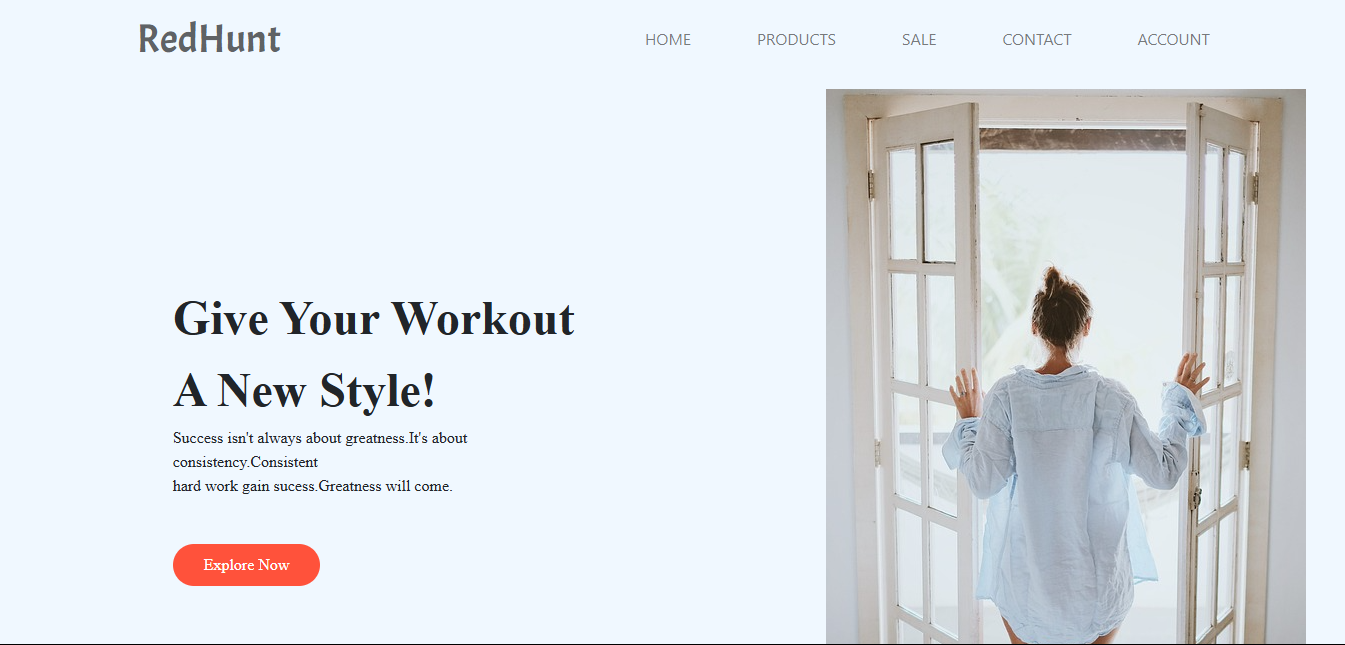 RedHunt
HOME PRODUCTS SALE CONTACT ACCOUNT
Give Your Workout
A New Style!
Success isn't always about greatness.It's about
consistency.Consistent
hard work gain sucess.Greatness will come.
Explore Now